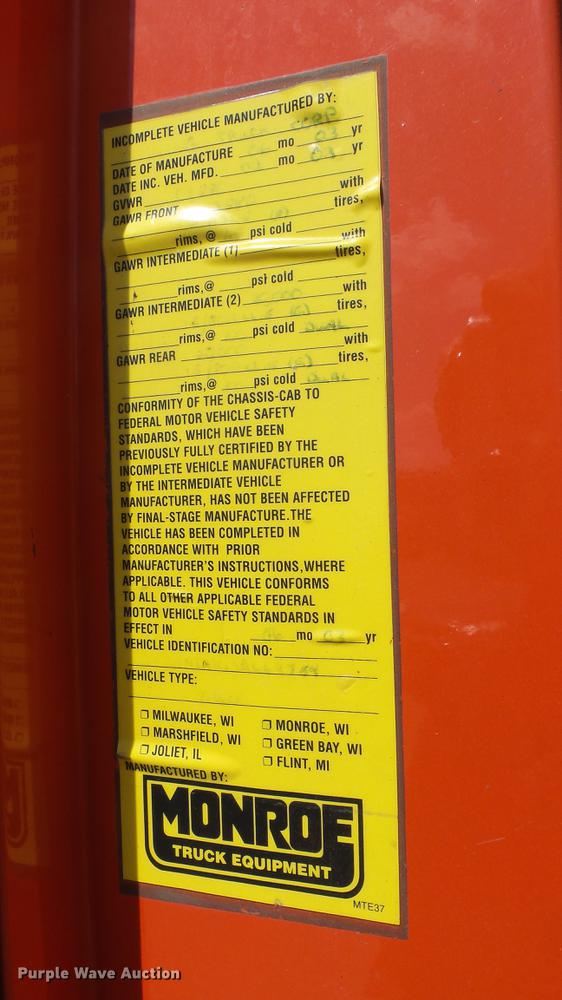 INCOMPLETE VEHICLE MANUFACTURED BY:
DATE OF MANUFACTURE mo 03 yr
DATE INC. VEH. MFD. mo 03 yr
GVWR with
GAWR FRONT tires,
rims, @ psi cold with
GAWR INTERMEDIATE (1) tires,
rims,@ psi cold with
GAWR INTERMEDIATE (2) tires,
rims,@ psi cold with
GAWR REAR tires,
rims,@ psi cold
CONFORMITY OF THE CHASSIS-CAB TO
FEDERAL MOTOR VEHICLE SAFETY
STANDARDS, WHICH HAVE BEEN
PREVIOUSLY FULLY CERTIFIED BY THE
INCOMPLETE VEHICLE MANUFACTURER OR
BY THE INTERMEDIATE VEHICLE
MANUFACTURER, HAS NOT BEEN AFFECTED
BY FINAL-STAGE MANUFACTURE.THE
VEHICLE HAS BEEN COMPLETED IN
ACCORDANCE WITH PRIOR
MANUFACTURER'S INSTRUCTIONS,WHERE
APPLICABLE. THIS VEHICLE CONFORMS
TO ALL OTHER APPLICABLE FEDERAL
MOTOR VEHICLE SAFETY STANDARDS IN
EFFECT IN mo 03 yr
VEHICLE IDENTIFICATION NO:
VEHICLE TYPE:
☐ MILWAUKEE, WI ☐ MONROE, WI
☐ MARSHFIELD, WI ☐ GREEN BAY, WI
☐ JOLIET, IL ☐ FLINT, MI
MANUFACTURED BY:
MONROE
TRUCK EQUIPMENT
MTE37
Purple Wave Auction